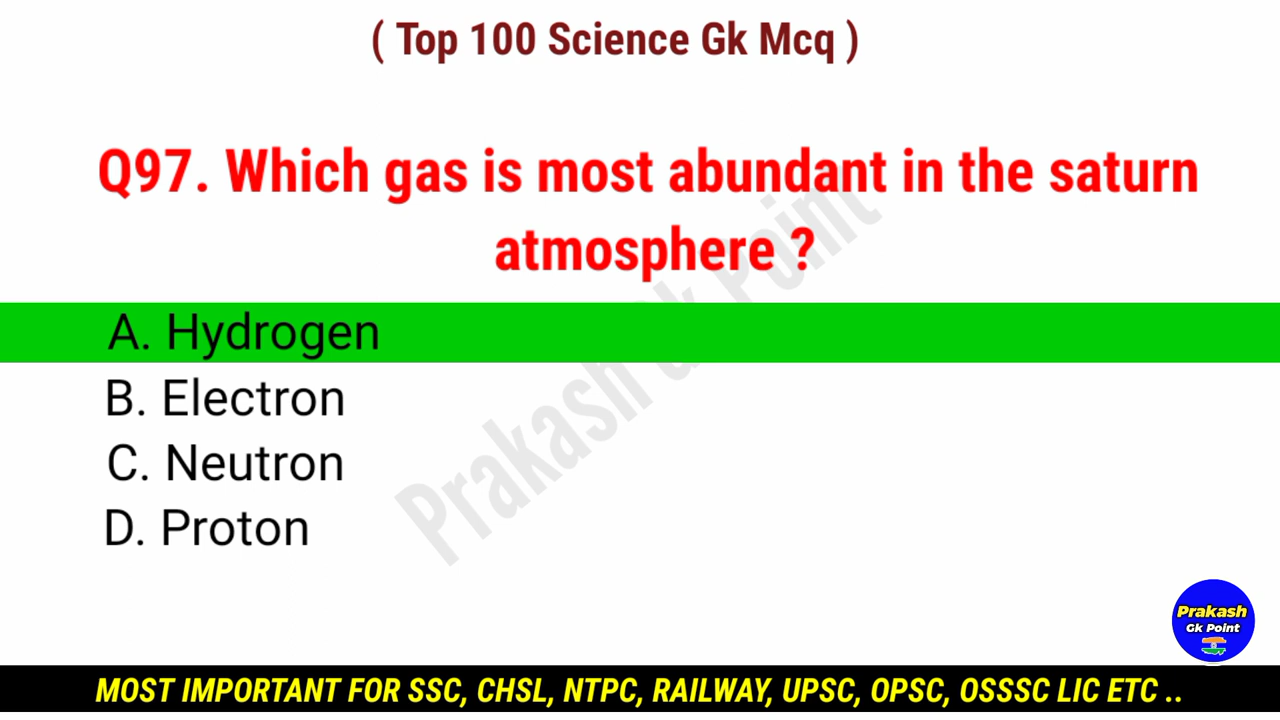 ( Top 100 Science Gk Mcq )
Q97. Which gas is most abundant in the saturn
atmosphere ?
A. Hydrogen
B. Electron
C. Neutron
D. Proton
Prakash Gk Point
Prakash
Gk Point
MOST IMPORTANT FOR SSC, CHSL, NTPC, RAILWAY, UPSC, OPSC, OSSSC LIC ETC ..